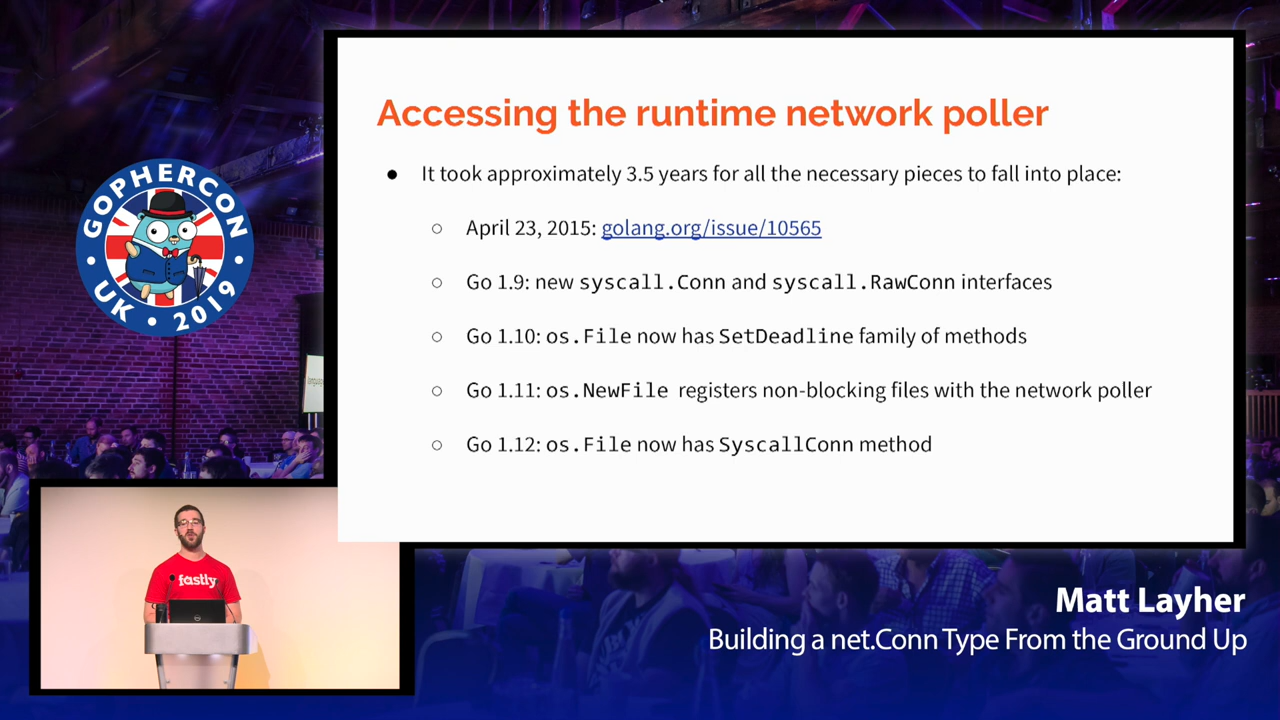 Accessing the runtime network poller
● It took approximately 3.5 years for all the necessary pieces to fall into place:
○ April 23, 2015: golang.org/issue/10565
○ Go 1.9: new syscall.Conn and syscall.RawConn interfaces
○ Go 1.10: os.File now has SetDeadline family of methods
○ Go 1.11: os.NewFile registers non-blocking files with the network poller
○ Go 1.12: os.File now has SyscallConn method
GOPHERCON
UK • 2019
fastly
Matt Layher
Building a net.Conn Type From the Ground Up